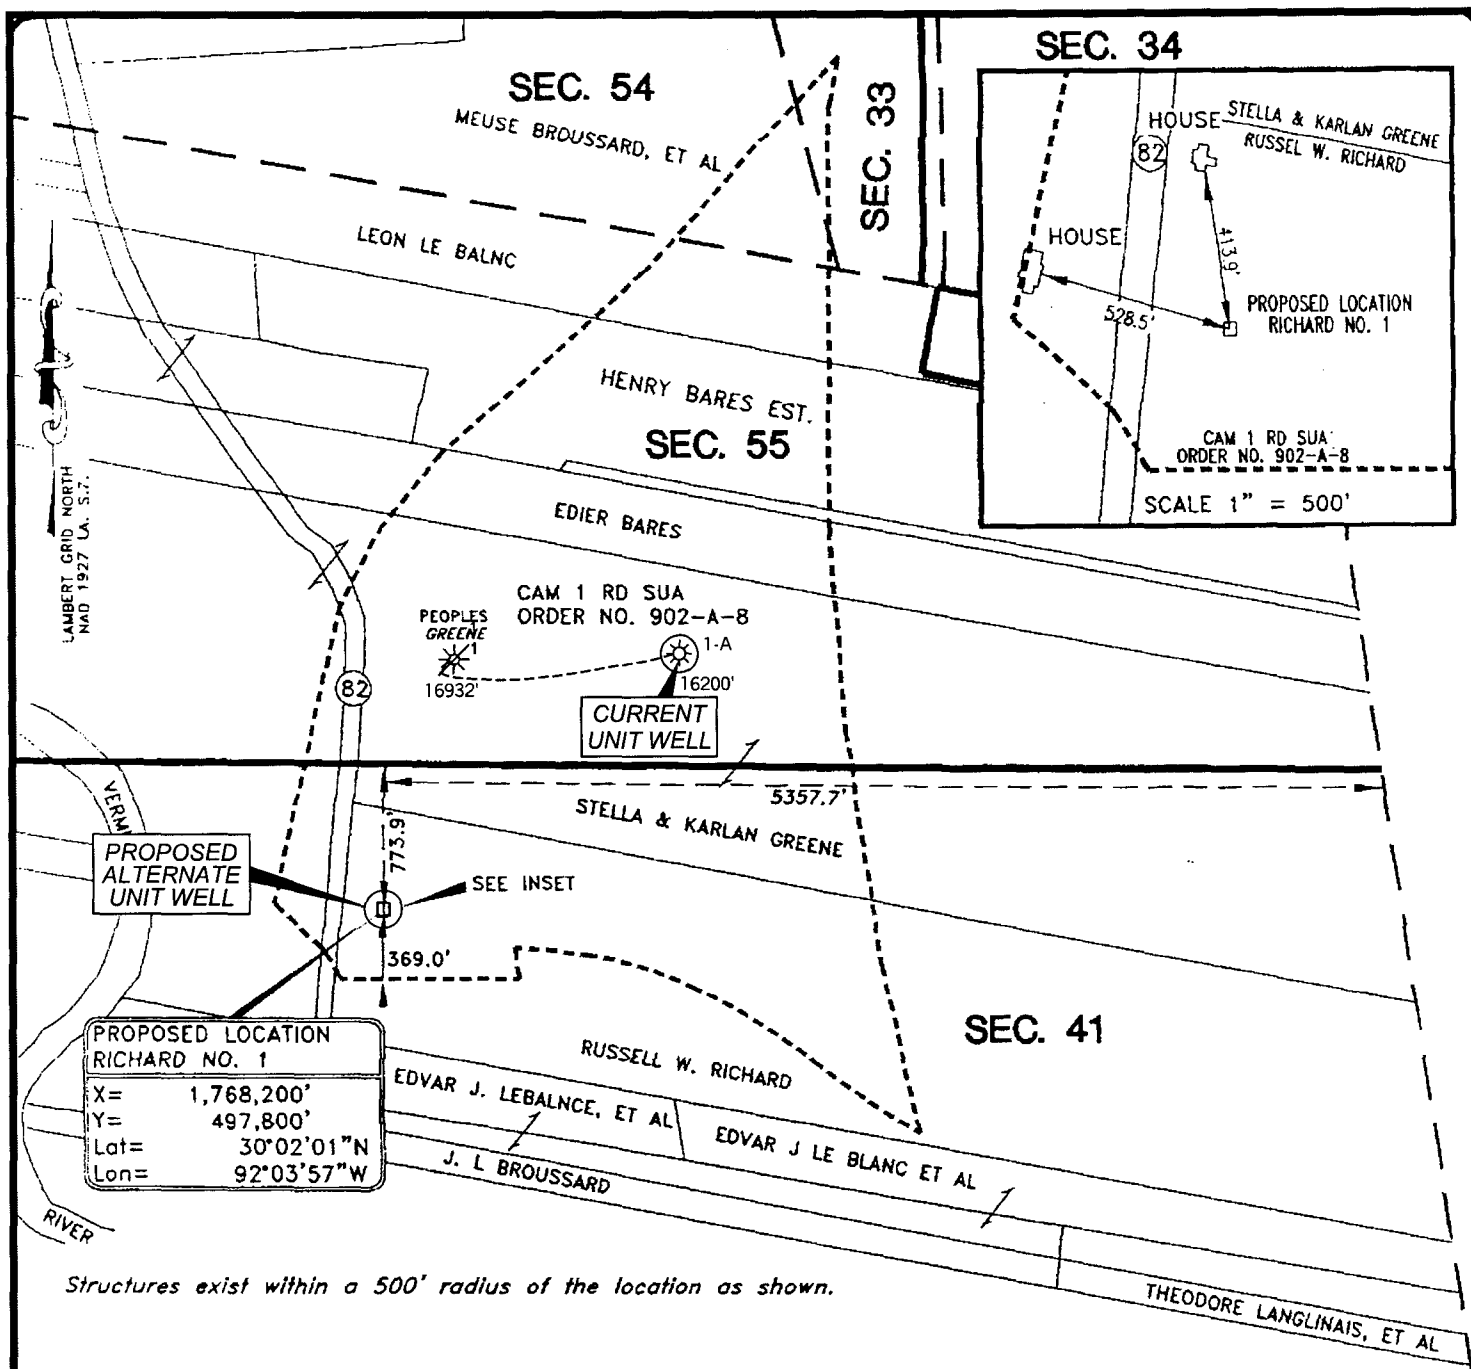 SEC. 34
SEC. 54
MEUSE BROUSSARD, ET AL
SEC. 33
HOUSE
STELLA & KARLAN GREENE
RUSSEL W. RICHARD
82
HOUSE
413.9'
528.5'
PROPOSED LOCATION
RICHARD NO. 1
CAM 1 RD SUA
ORDER NO. 902-A-8
SCALE 1" = 500'
LEON LE BALNC
HENRY BARES EST.
SEC. 55
EDIER BARES
LAMBERT GRID NORTH
NAD 1927 LA. S.Z.
CAM 1 RD SUA
ORDER NO. 902-A-8
PEOPLES
GREENE
1
1
16932'
1-A
16200'
82
CURRENT
UNIT WELL
5357.7'
STELLA & KARLAN GREENE
773.9'
VERMI
PROPOSED
ALTERNATE
UNIT WELL
SEE INSET
369.0'
SEC. 41
PROPOSED LOCATION
RICHARD NO. 1
X= 1,768,200'
Y= 497,800'
Lat= 30°02'01"N
Lon= 92°03'57"W
RUSSELL W. RICHARD
EDVAR J. LEBALNCE, ET AL
EDVAR J LE BLANC ET AL
J. L BROUSSARD
RIVER
THEODORE LANGLINAIS, ET AL
Structures exist within a 500' radius of the location as shown.